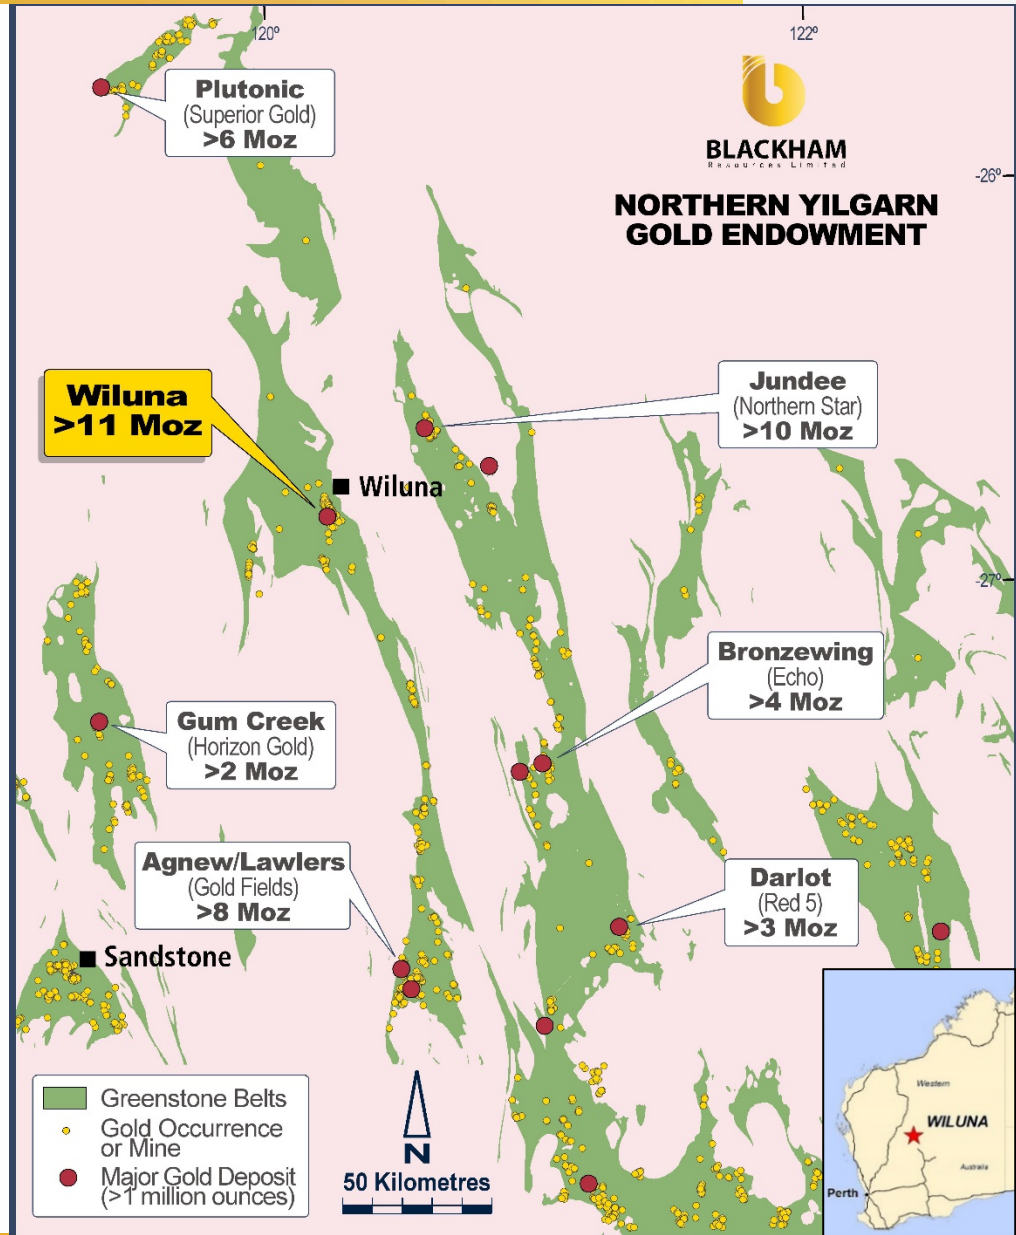 120º
122º
Plutonic
(Superior Gold)
>6 Moz
BLACKHAM
Resources Limited
-26º
NORTHERN YILGARN
GOLD ENDOWMENT
Wiluna
>11 Moz
Jundee
(Northern Star)
>10 Moz
Wiluna
-27º
Bronzewing
(Echo)
>4 Moz
Gum Creek
(Horizon Gold)
>2 Moz
Agnew/Lawlers
(Gold Fields)
>8 Moz
Darlot
(Red 5)
>3 Moz
Sandstone
Greenstone Belts
Gold Occurrence
or Mine
Major Gold Deposit
(>1 million ounces)
N
50 Kilometres
Western
WILUNA
Australia
Perth